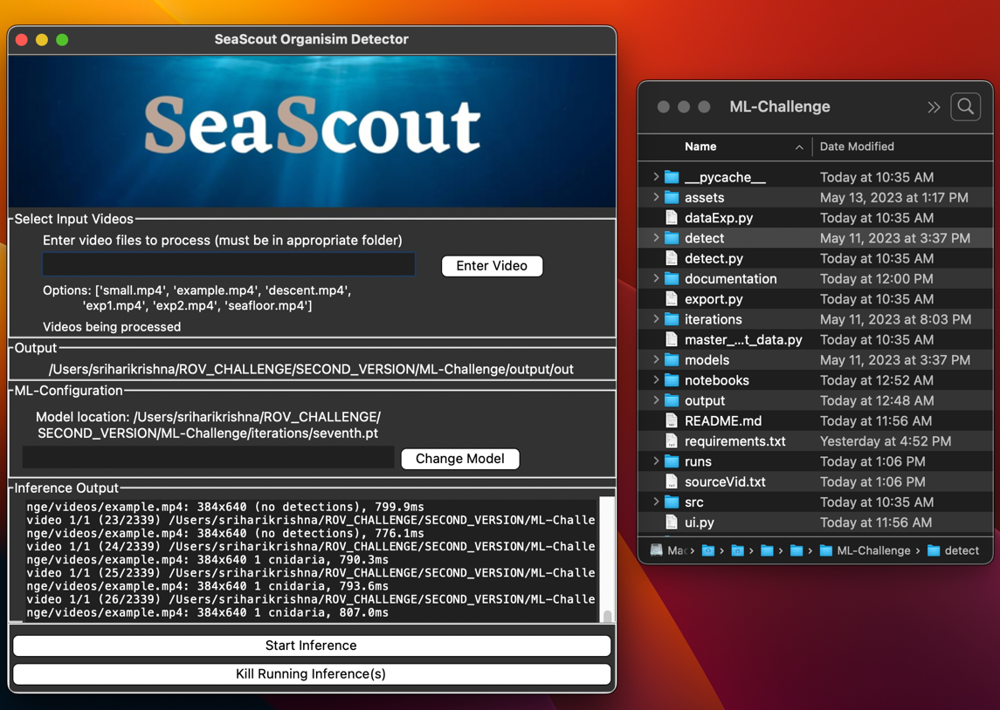 SeaScout Organisim Detector
SeaScout
Select Input Videos
Enter video files to process (must be in appropriate folder)
Enter Video
Options: ['small.mp4', 'example.mp4', 'descent.mp4',
'exp1.mp4', 'exp2.mp4', 'seafloor.mp4']
Videos being processed
Output
/Users/sriharikrishna/ROV_CHALLENGE/SECOND_VERSION/ML-Challenge/output/out
ML-Configuration
Model location: /Users/sriharikrishna/ROV_CHALLENGE/
SECOND_VERSION/ML-Challenge/iterations/seventh.pt
Change Model
Inference Output
nge/videos/example.mp4: 384x640 (no detections), 799.9ms
video 1/1 (23/2339) /Users/sriharikrishna/ROV_CHALLENGE/SECOND_VERSION/ML-Challe
nge/videos/example.mp4: 384x640 (no detections), 776.1ms
video 1/1 (24/2339) /Users/sriharikrishna/ROV_CHALLENGE/SECOND_VERSION/ML-Challe
nge/videos/example.mp4: 384x640 1 cnidaria, 790.3ms
video 1/1 (25/2339) /Users/sriharikrishna/ROV_CHALLENGE/SECOND_VERSION/ML-Challe
nge/videos/example.mp4: 384x640 1 cnidaria, 793.6ms
video 1/1 (26/2339) /Users/sriharikrishna/ROV_CHALLENGE/SECOND_VERSION/ML-Challe
nge/videos/example.mp4: 384x640 1 cnidaria, 807.0ms
Start Inference
Kill Running Inference(s)
ML-Challenge
Name Date Modified
__pycache__ Today at 10:35 AM
assets May 13, 2023 at 1:17 PM
dataExp.py Today at 10:35 AM
detect May 11, 2023 at 3:37 PM
detect.py Today at 10:35 AM
documentation Today at 12:00 PM
export.py Today at 10:35 AM
iterations May 11, 2023 at 8:03 PM
master_...t_data.py Today at 10:35 AM
models May 11, 2023 at 3:37 PM
notebooks Today at 12:52 AM
output Today at 12:48 AM
README.md Today at 11:56 AM
requirements.txt Yesterday at 4:52 PM
runs Today at 1:06 PM
sourceVid.txt Today at 1:06 PM
src Today at 10:35 AM
ui.py Today at 11:56 AM
Mac › › › › › ML-Challenge › detect